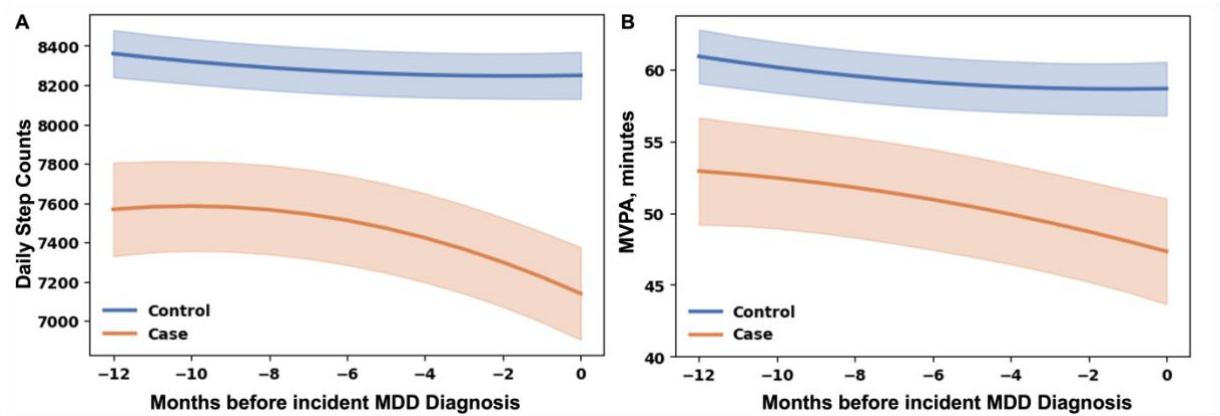 A
Daily Step Counts
8400
8200
8000
7800
7600
7400
7200
7000
Control
Case
−12
−10
−8
−6
−4
−2
0
Months before incident MDD Diagnosis
B
MVPA, minutes
60
55
50
45
40
Control
Case
−12
−10
−8
−6
−4
−2
0
Months before incident MDD Diagnosis